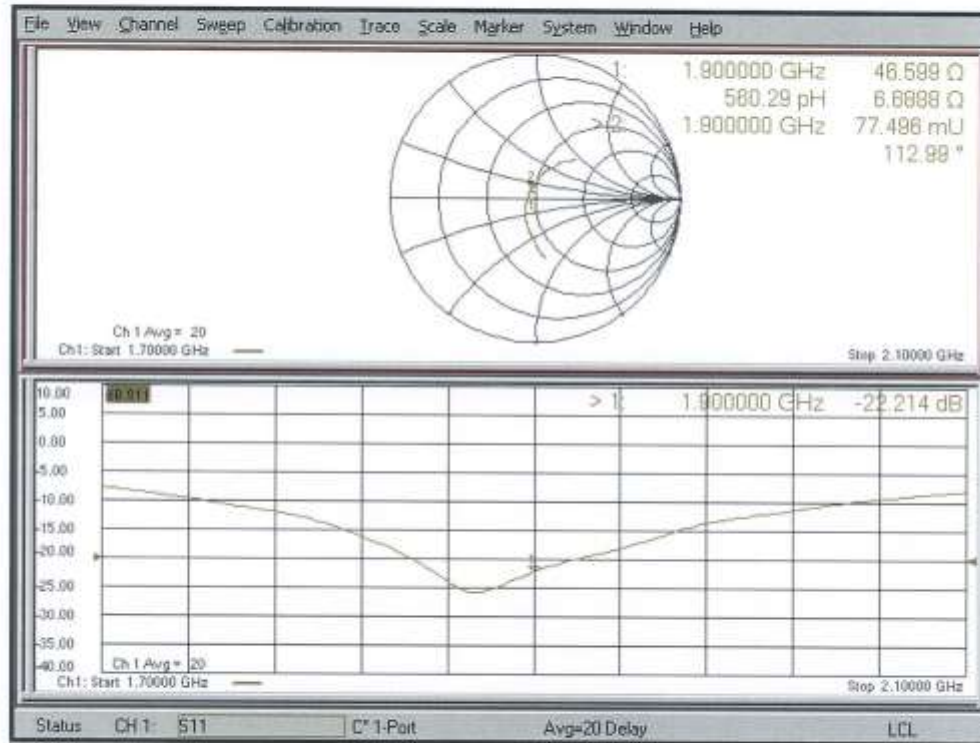 File View Channel Sweep Calibration Trace Scale Marker System Window Help
1: 1.900000 GHz 46.599 Ω
560.29 pH 6.6888 Ω
> 2: 1.900000 GHz 77.496 mU
112.99 °
Ch 1 Avg = 20
Ch1: Start 1.70000 GHz
Stop 2.10000 GHz
10.00
5.00
0.00
-5.00
-10.00
-15.00
-20.00
-25.00
-30.00
-35.00
-40.00
> 1: 1.900000 GHz -22.214 dB
Ch 1 Avg = 20
Ch1: Start 1.70000 GHz
Stop 2.10000 GHz
Status CH 1: S11 C* 1-Port Avg=20 Delay LCL